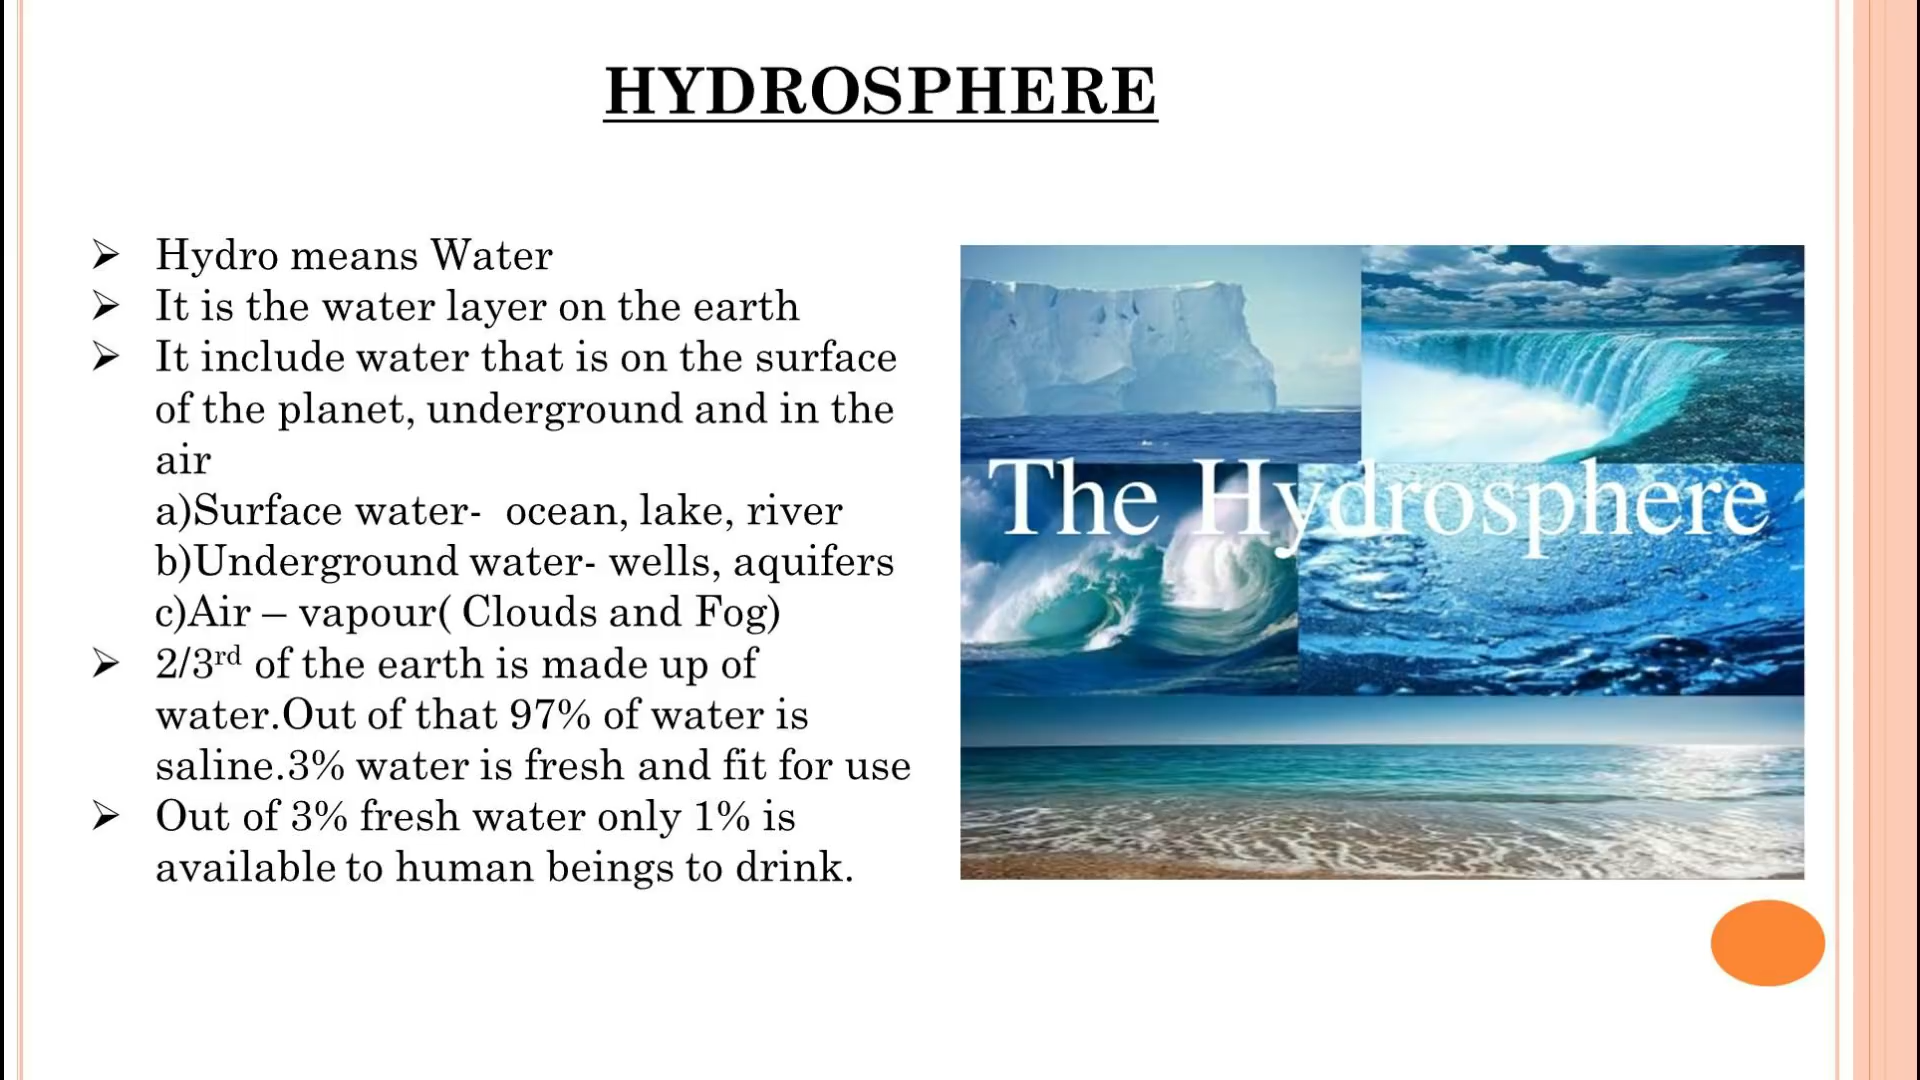 HYDROSPHERE
➢ Hydro means Water
➢ It is the water layer on the earth
➢ It include water that is on the surface
of the planet, underground and in the
air
a)Surface water- ocean, lake, river
b)Underground water- wells, aquifers
c)Air – vapour( Clouds and Fog)
➢ 2/3rd of the earth is made up of
water.Out of that 97% of water is
saline.3% water is fresh and fit for use
➢ Out of 3% fresh water only 1% is
available to human beings to drink.
The Hydrosphere